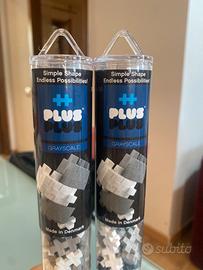 Simple Shape
Endless Possibilities!
PLUS
PLUS
GRAYSCALE
Made in Denmark
Simple Shape
Endless Possibilities!
PLUS
PLUS
GRAYSCALE
Made in Denmark
subito